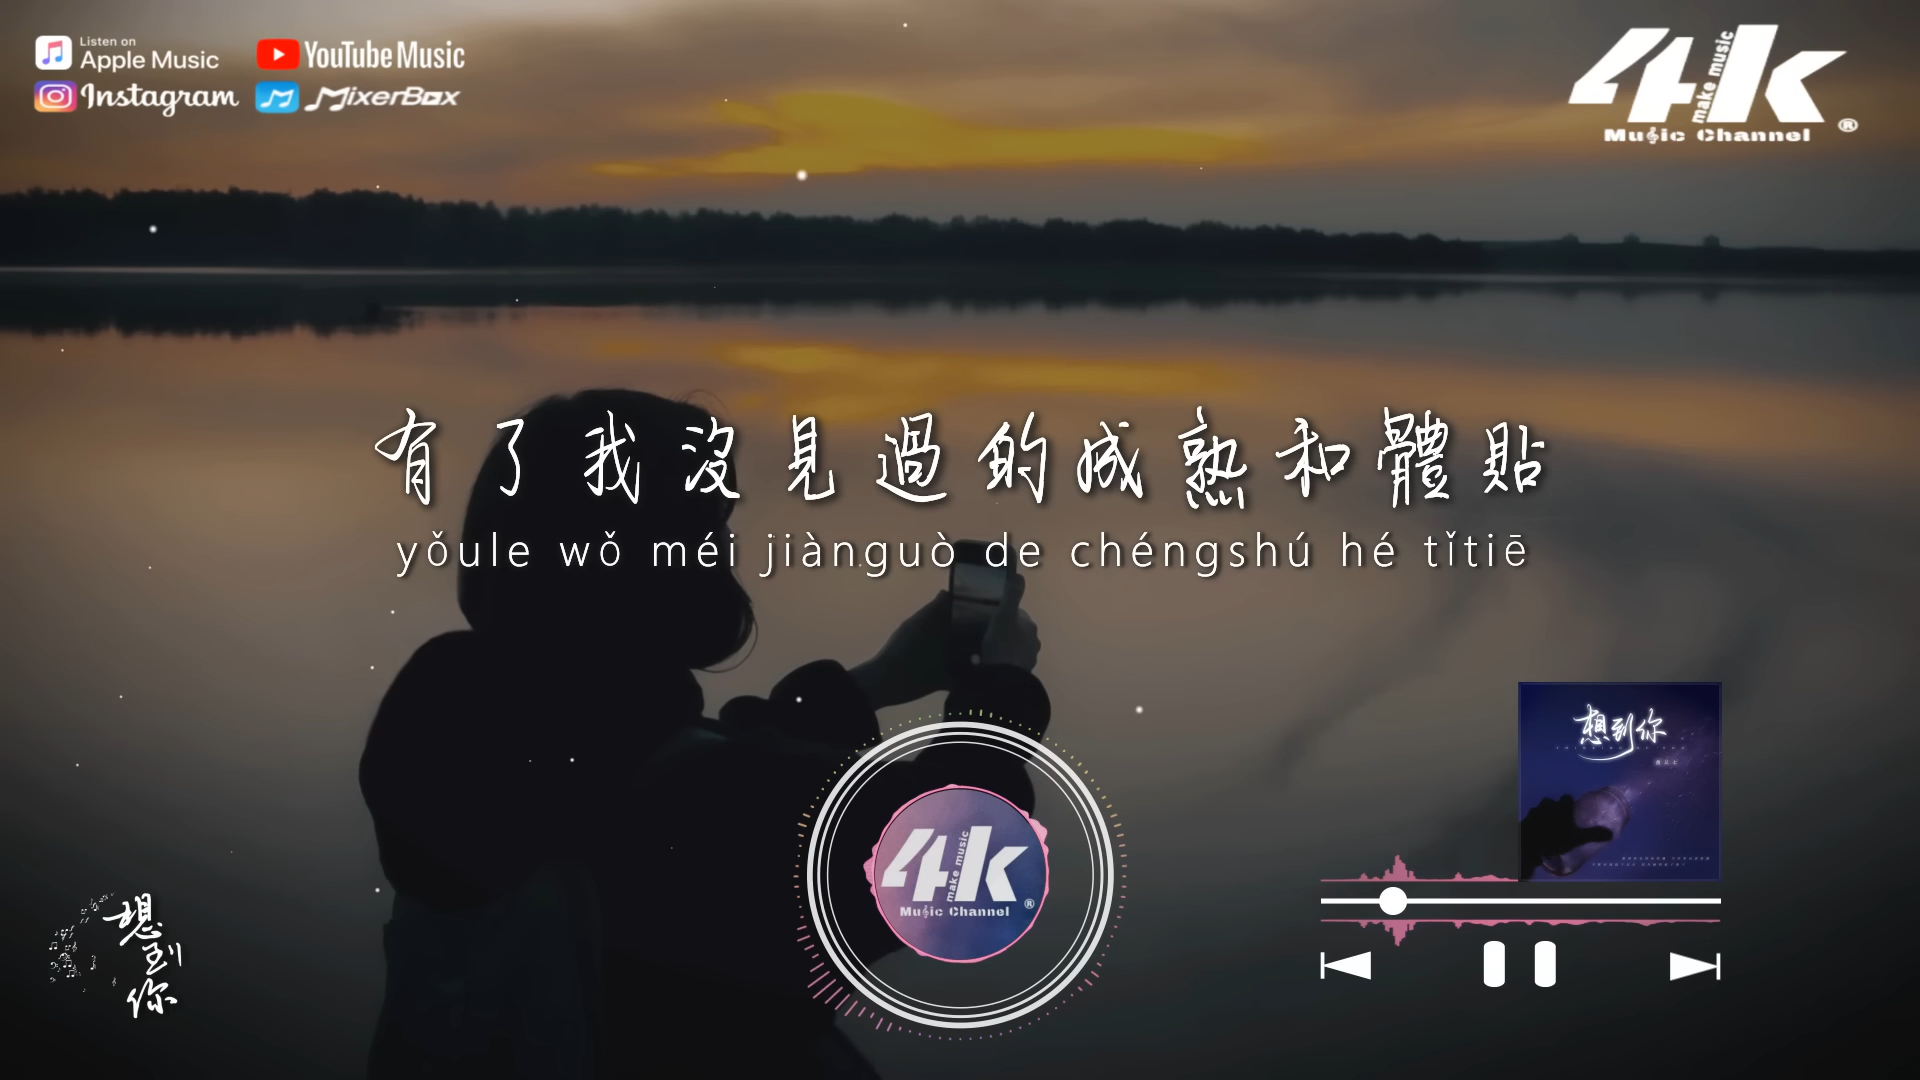 Listen on
Apple Music
YouTube Music
Instagram
MixerBox
4k
make music
Music Channel
®
有了我沒見過的成熟和體貼
yǒule wǒ méi jiànguò de chéngshú hé tǐtiē
想到你
4k
make music
Music Channel
®
想到你